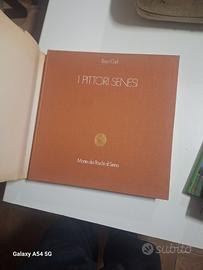 Enzo Carli
I PITTORI SENESI
Monte dei Paschi di Siena
Galaxy A54 5G
subito